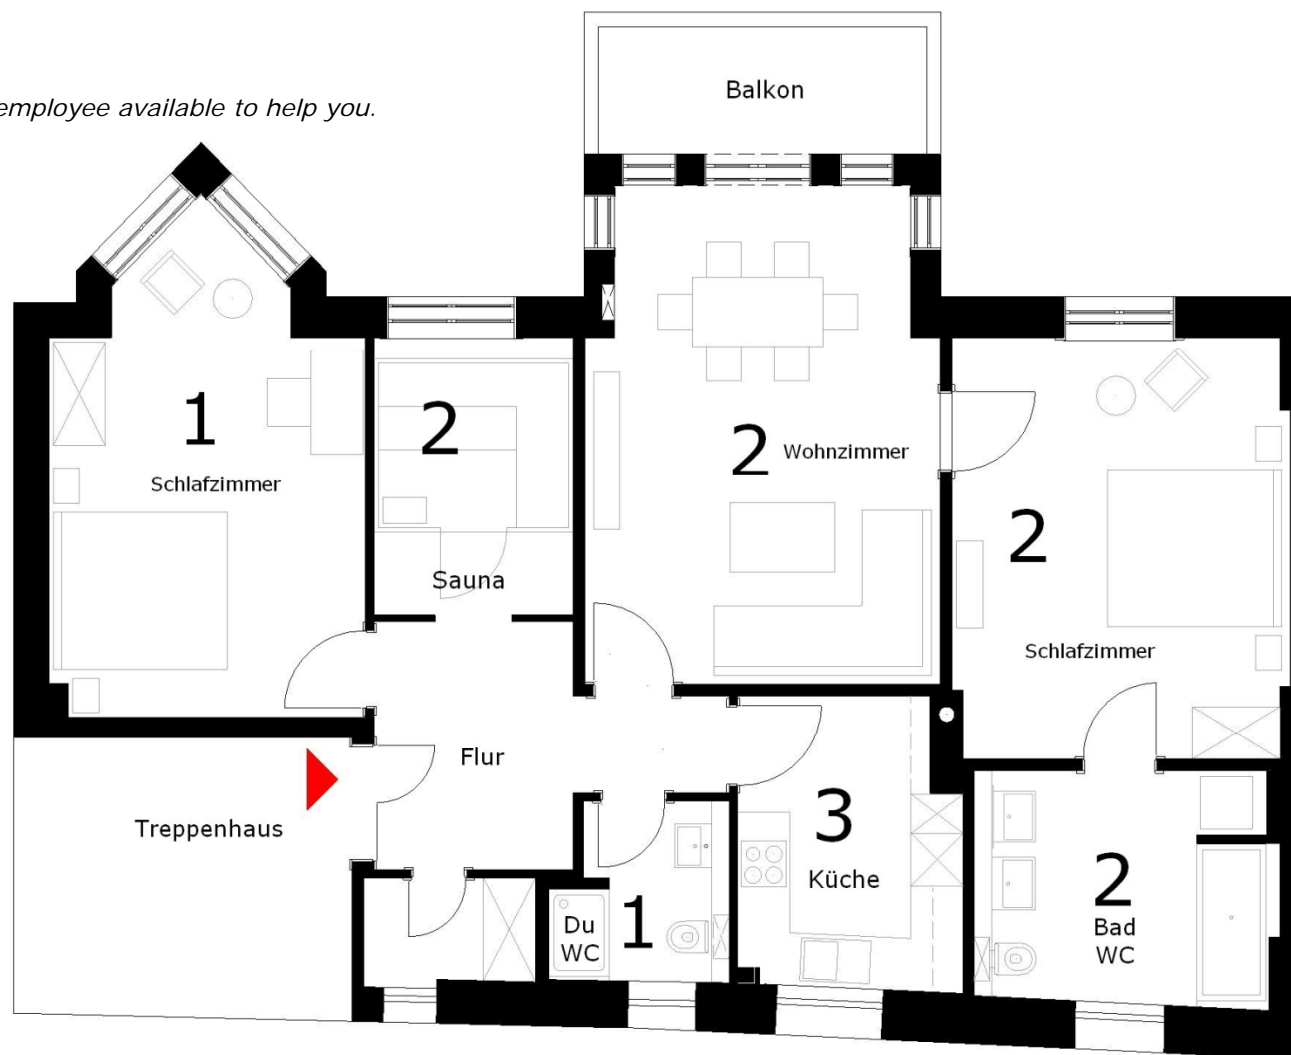 Balkon
employee available to help you.
1
Schlafzimmer
2
Sauna
2 Wohnzimmer
2
Schlafzimmer
Flur
Treppenhaus
Du
WC
1
3
Küche
2
Bad
WC